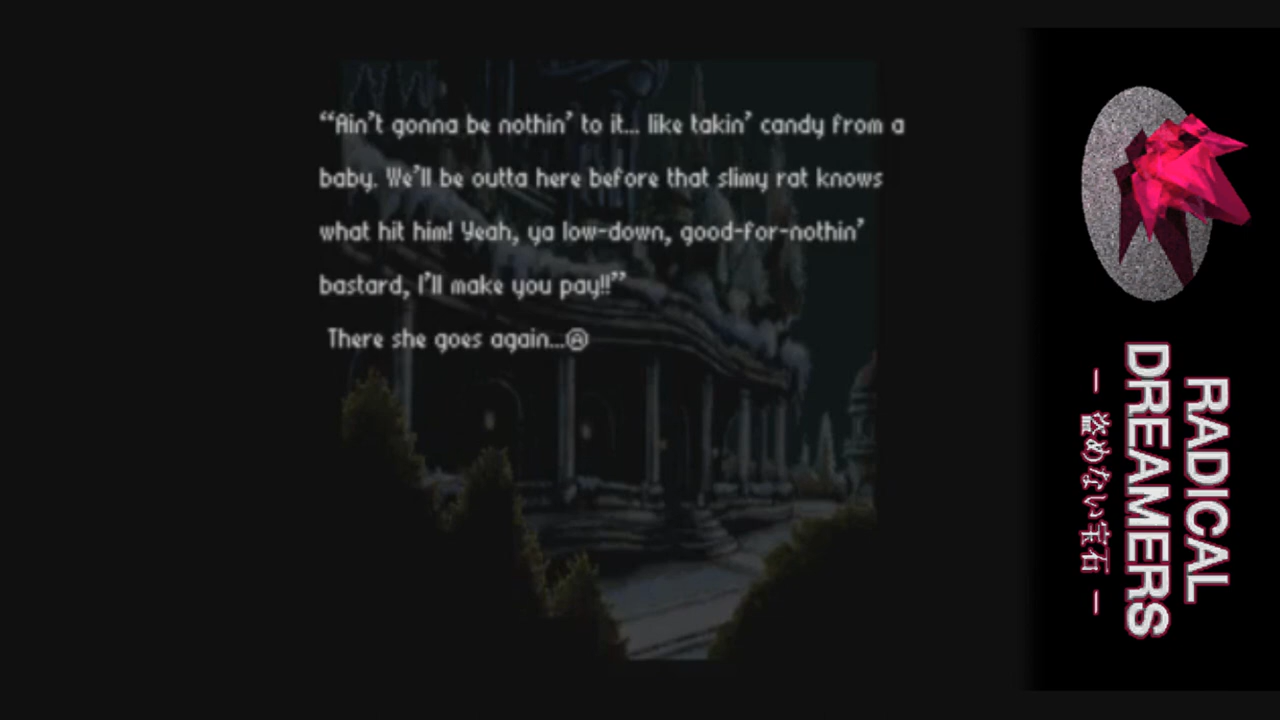 “Ain’t gonna be nothin’ to it... like takin’ candy from a
baby. We’ll be outta here before that slimy rat knows
what hit him! Yeah, ya low-down, good-for-nothin’
bastard, I’ll make you pay!!”
There she goes again...
RADICAL
DREAMERS
— 盗めない宝石 —